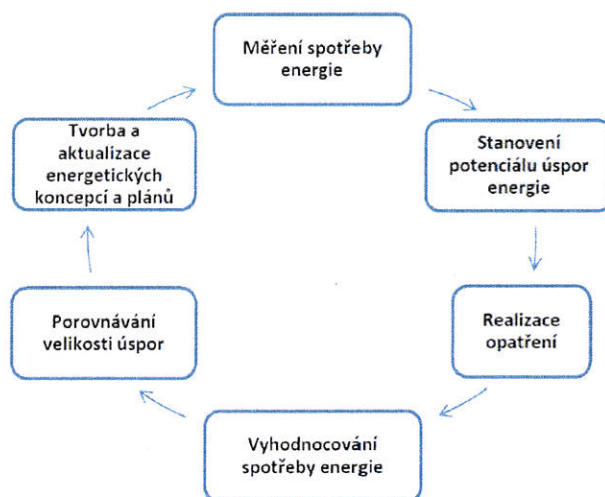 Měření spotřeby
energie
Stanovení
potenciálu úspor
energie
Realizace
opatření
Vyhodnocování
spotřeby energie
Porovnávání
velikosti úspor
Tvorba a
aktualizace
energetických
koncepcí a plánů